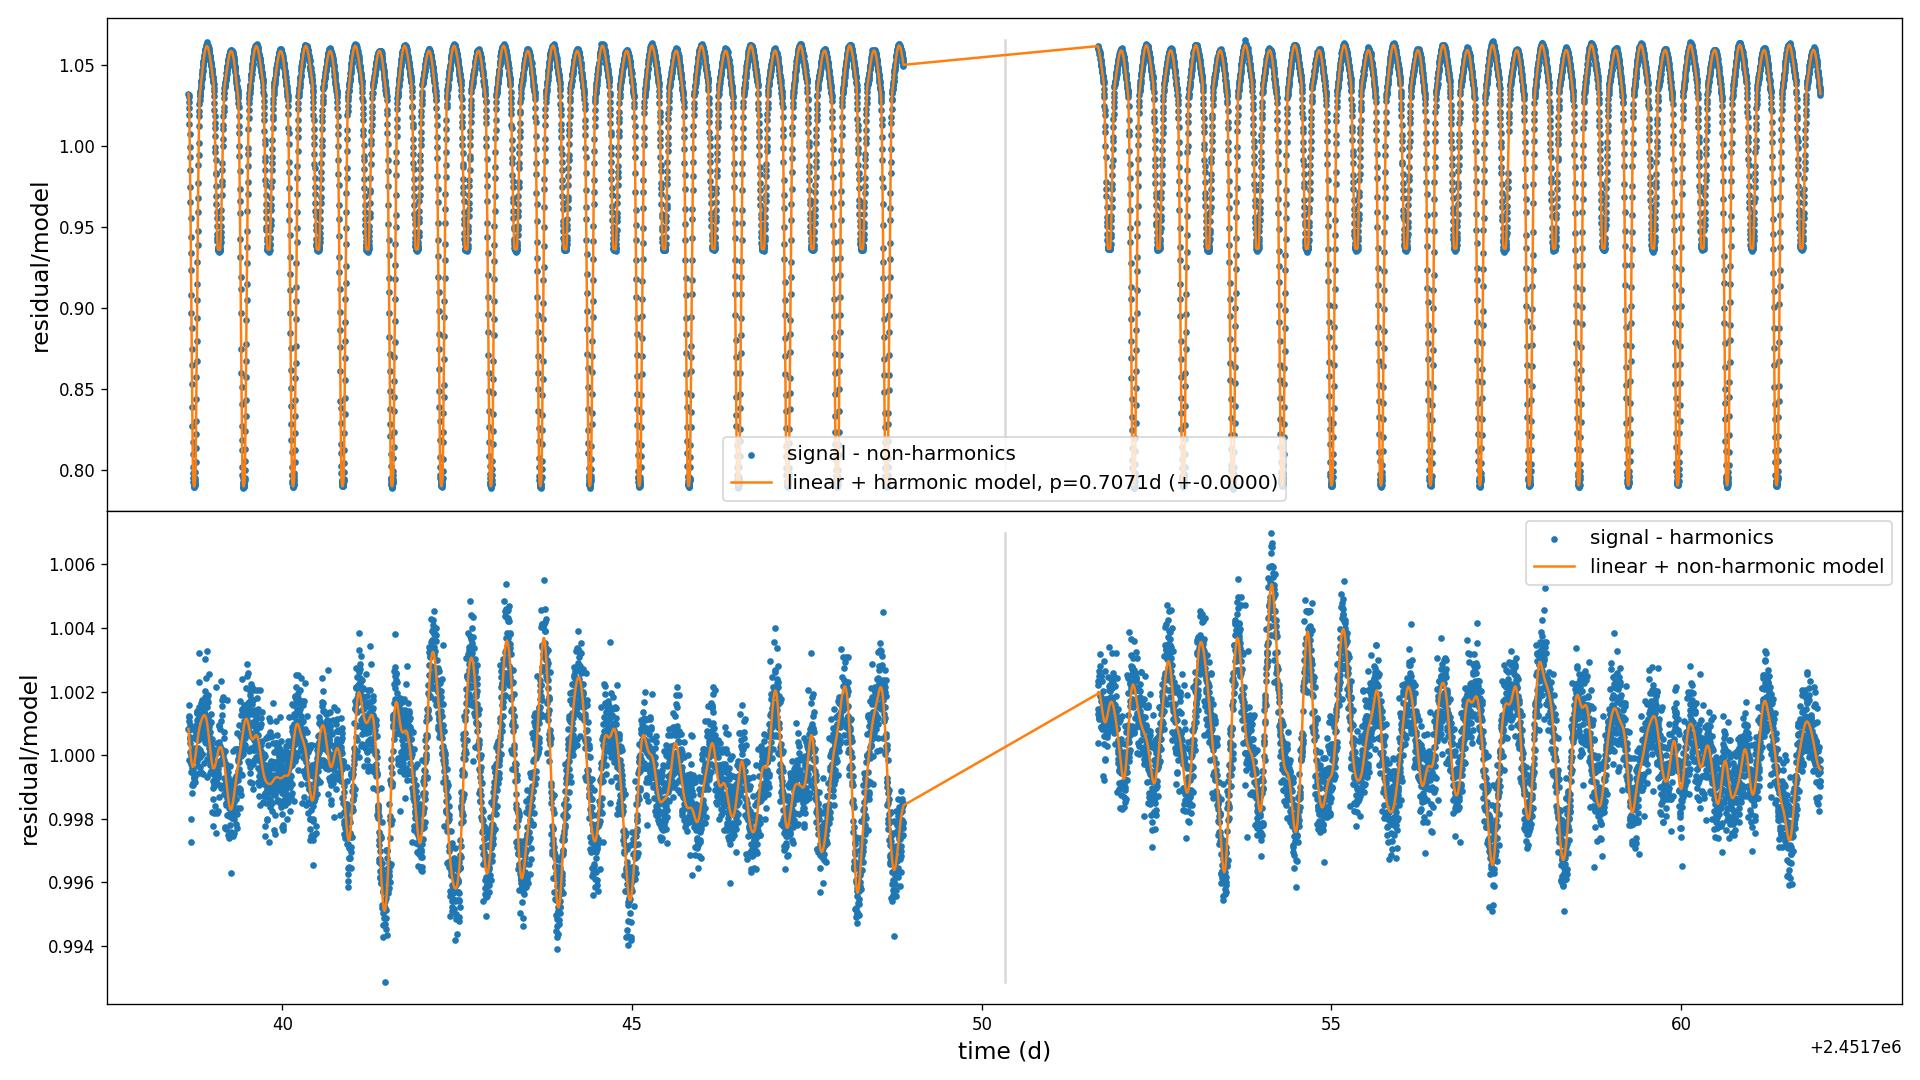 1.05
1.00
0.95
0.90
0.85
0.80
residual/model
signal - non-harmonics
linear + harmonic model, p=0.7071d (+-0.0000)
1.006
1.004
1.002
1.000
0.998
0.996
0.994
residual/model
signal - harmonics
linear + non-harmonic model
40
45
50
55
60
time (d)
+2.4517e6